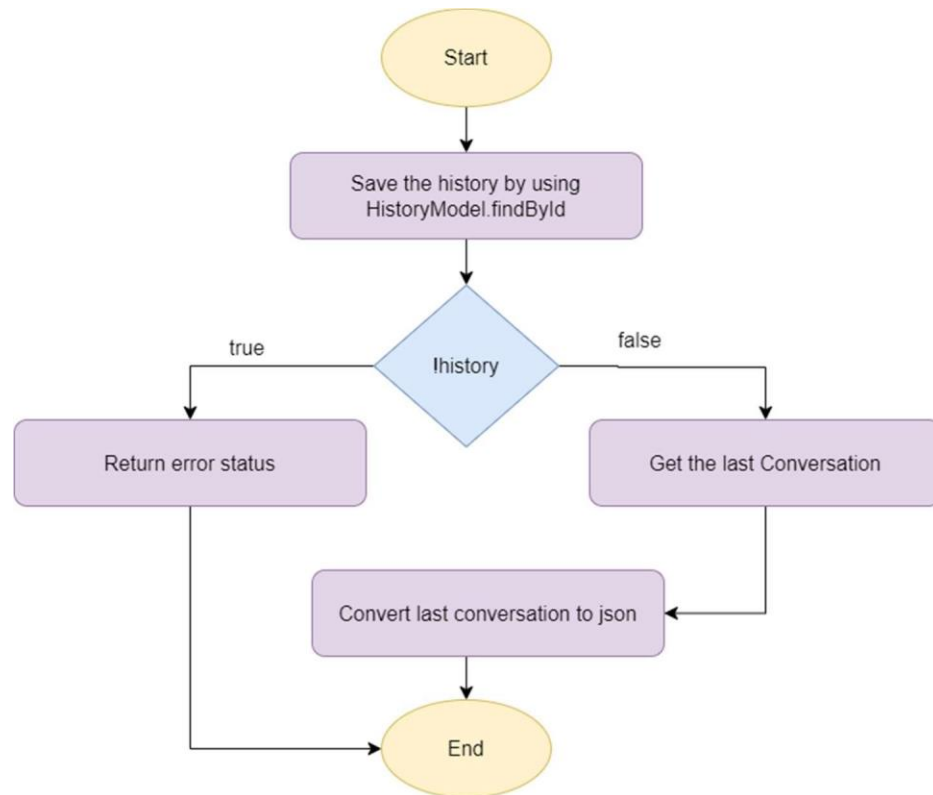 Start
Save the history by using
HistoryModel.findById
!history
true
false
Return error status
Get the last Conversation
Convert last conversation to json
End